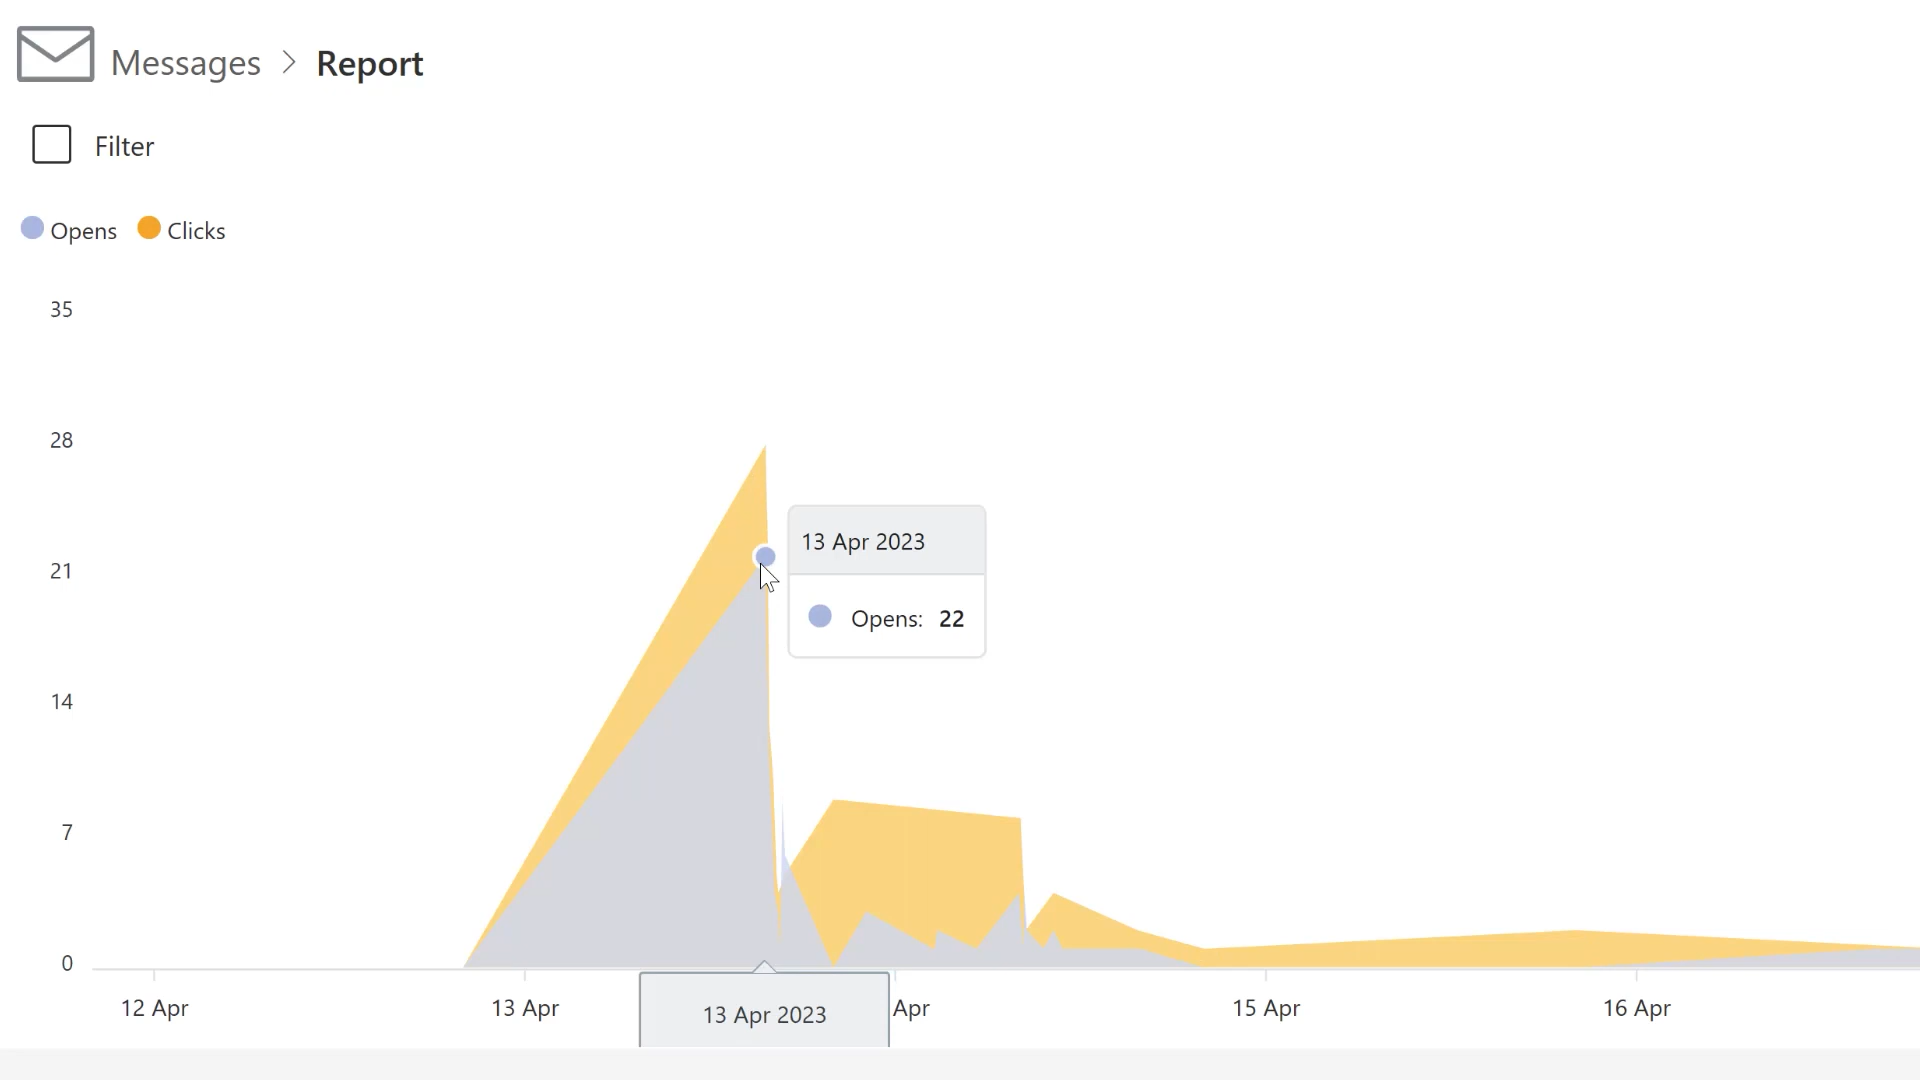 Messages > Report
Filter
Opens Clicks
35
28
13 Apr 2023
21
Opens: 22
14
7
0
12 Apr 13 Apr 13 Apr 2023 Apr 15 Apr 16 Apr